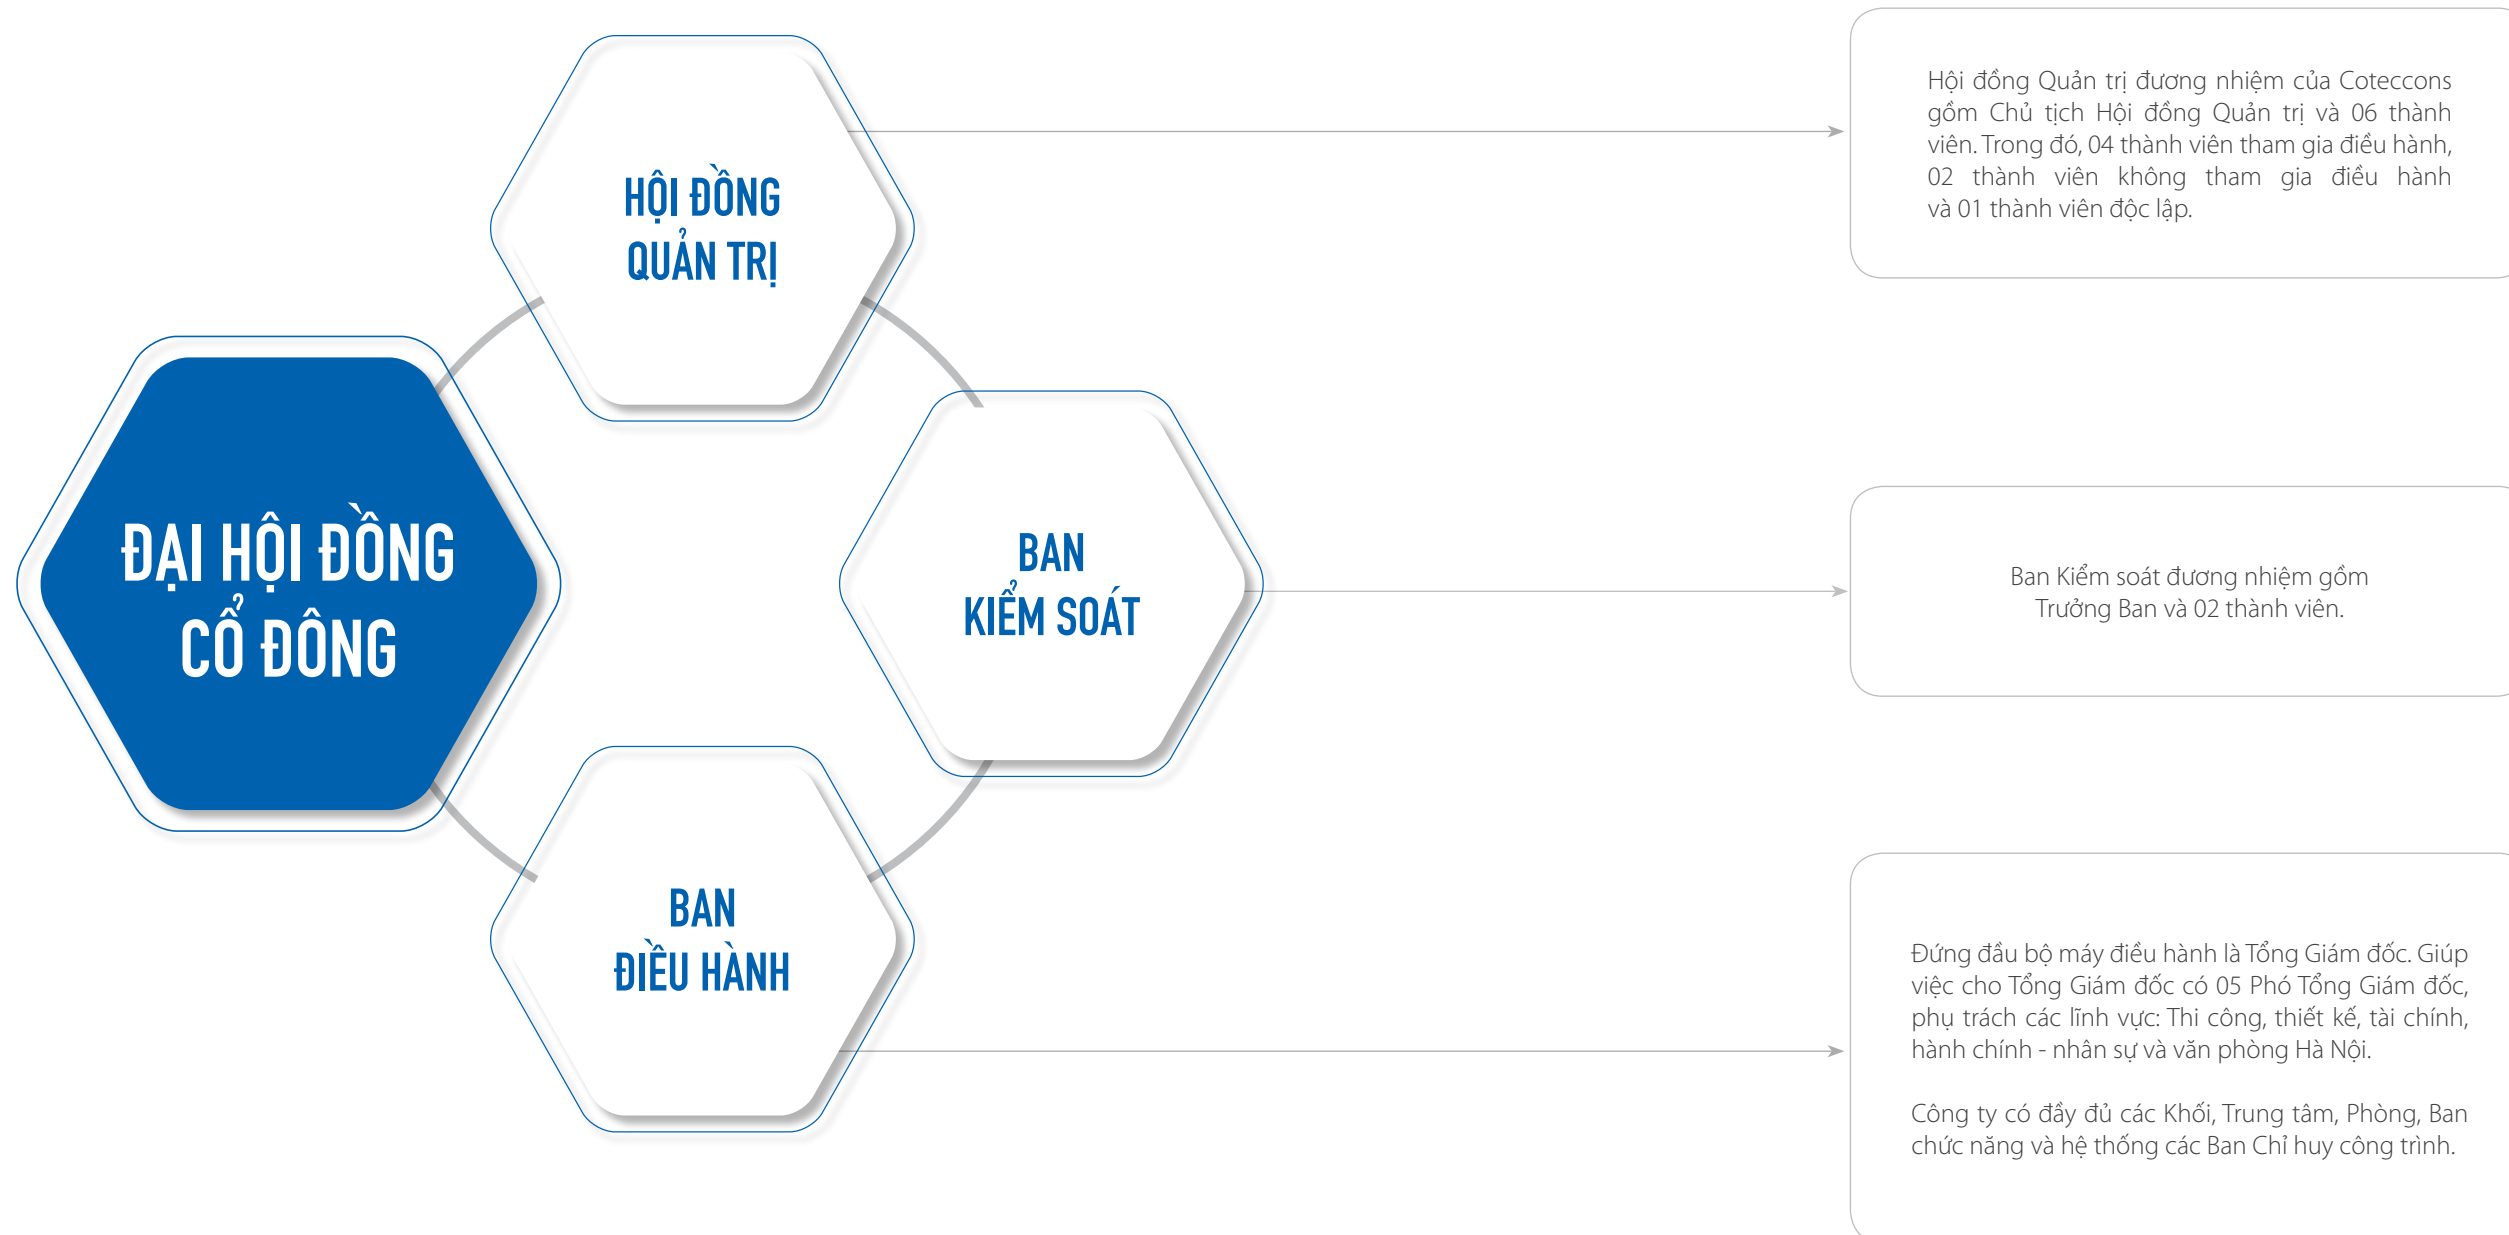 HỘI ĐỒNG
QUẢN TRỊ
Hội đồng Quản trị đương nhiệm của Coteccons
gồm Chủ tịch Hội đồng Quản trị và 06 thành
viên. Trong đó, 04 thành viên tham gia điều hành,
02 thành viên không tham gia điều hành
và 01 thành viên độc lập.
ĐẠI HỘI ĐỒNG
CỔ ĐÔNG
BAN
KIỂM SOÁT
Ban Kiểm soát đương nhiệm gồm
Trưởng Ban và 02 thành viên.
BAN
ĐIỀU HÀNH
Đứng đầu bộ máy điều hành là Tổng Giám đốc. Giúp
việc cho Tổng Giám đốc có 05 Phó Tổng Giám đốc,
phụ trách các lĩnh vực: Thi công, thiết kế, tài chính,
hành chính - nhân sự và văn phòng Hà Nội.
Công ty có đầy đủ các Khối, Trung tâm, Phòng, Ban
chức năng và hệ thống các Ban Chỉ huy công trình.